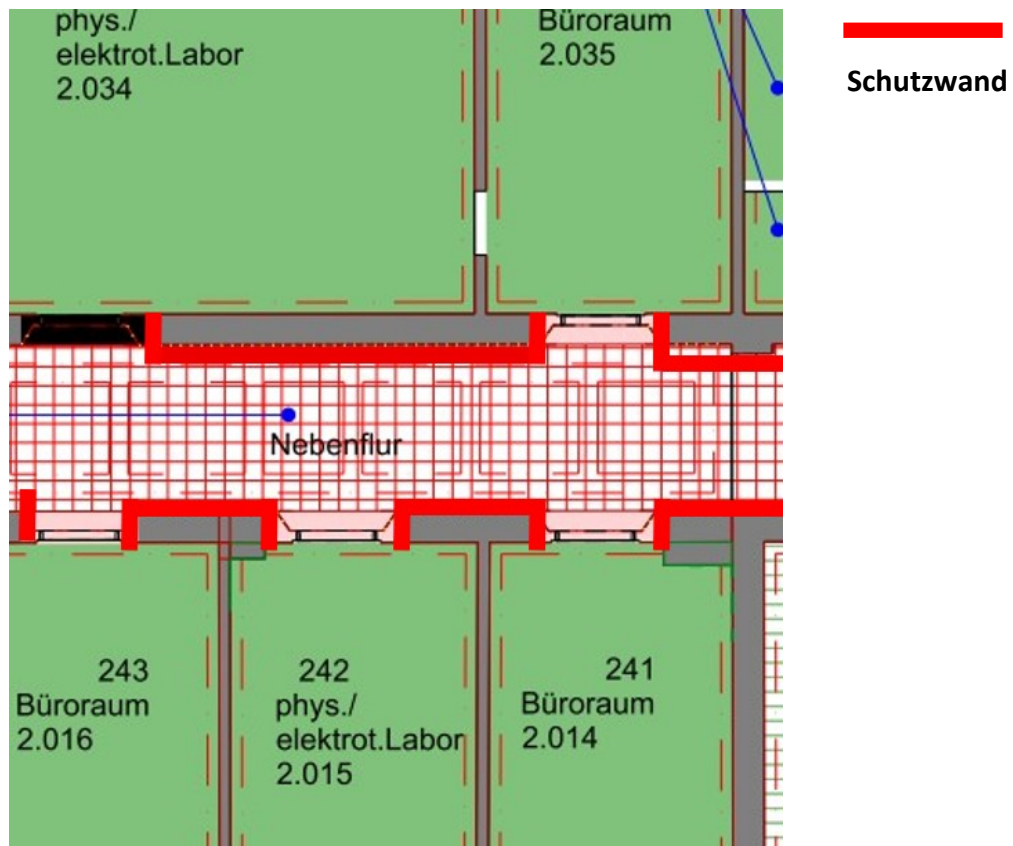 phys./
elektrot.Labor
2.034
Büroraum
2.035
Schutzwand
Nebenflur
243
Büroraum
2.016
242
phys./
elektrot.Labor
2.015
241
Büroraum
2.014